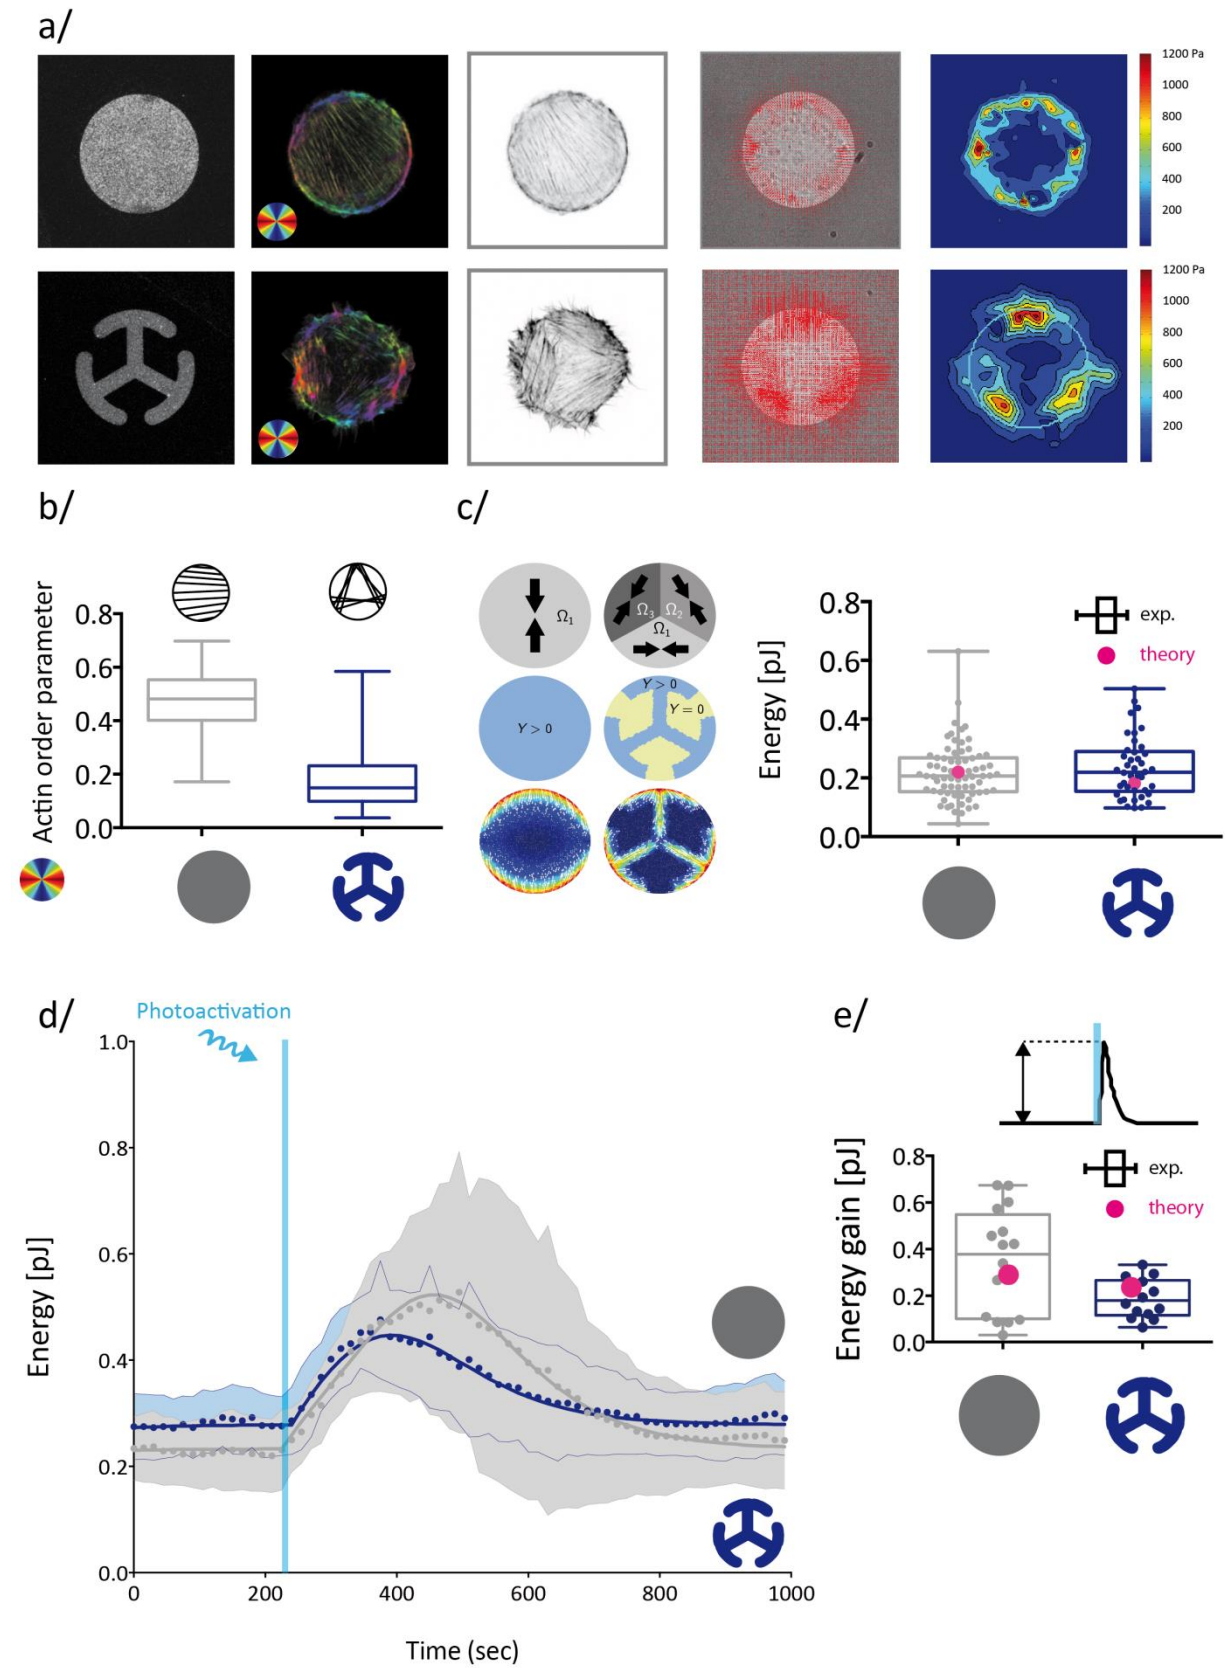 a/
1200 Pa
1000
800
600
400
200
1200 Pa
1000
800
600
400
200
b/
Actin order parameter
0.8
0.6
0.4
0.2
0.0
c/
Ω1
Ω3
Ω2
Ω1
Y > 0
Y > 0
Y = 0
Energy [pJ]
0.8
0.6
0.4
0.2
0.0
exp.
theory
d/
Photoactivation
Energy [pJ]
1.0
0.8
0.6
0.4
0.2
0.0
0
200
400
600
800
1000
Time (sec)
e/
Energy gain [pJ]
0.8
0.6
0.4
0.2
0.0
exp.
theory